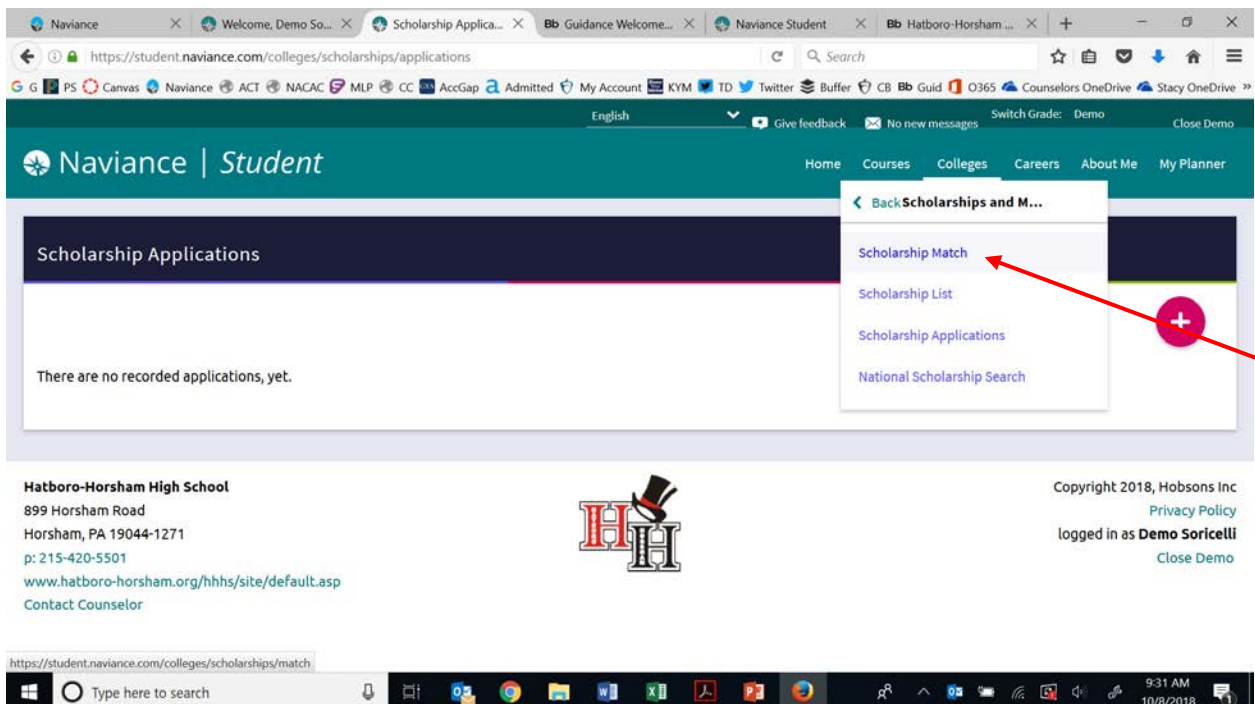 Naviance
Welcome, Demo So...
Scholarship Applica...
Bb Guidance Welcome...
Naviance Student
Bb Hatboro-Horsham ...
https://student.naviance.com/colleges/scholarships/applications
Search
G PS Canvas Naviance ACT NACAC MLP CC AccGap Admitted My Account KYM TD Twitter Buffer CB Bb Guid O365 Counselors OneDrive Stacy OneDrive
English
Give feedback
No new messages
Switch Grade: Demo
Close Demo
Naviance | Student
Home Courses Colleges Careers About Me My Planner
Back Scholarships and M...
Scholarship Applications
Scholarship Match
Scholarship List
Scholarship Applications
National Scholarship Search
There are no recorded applications, yet.
Hatboro-Horsham High School
899 Horsham Road
Horsham, PA 19044-1271
p: 215-420-5501
www.hatboro-horsham.org/hhhs/site/default.asp
Contact Counselor
HH
Copyright 2018, Hobsons Inc
Privacy Policy
logged in as Demo Soricelli
Close Demo
https://student.naviance.com/colleges/scholarships/match
Type here to search
9:31 AM
10/8/2018